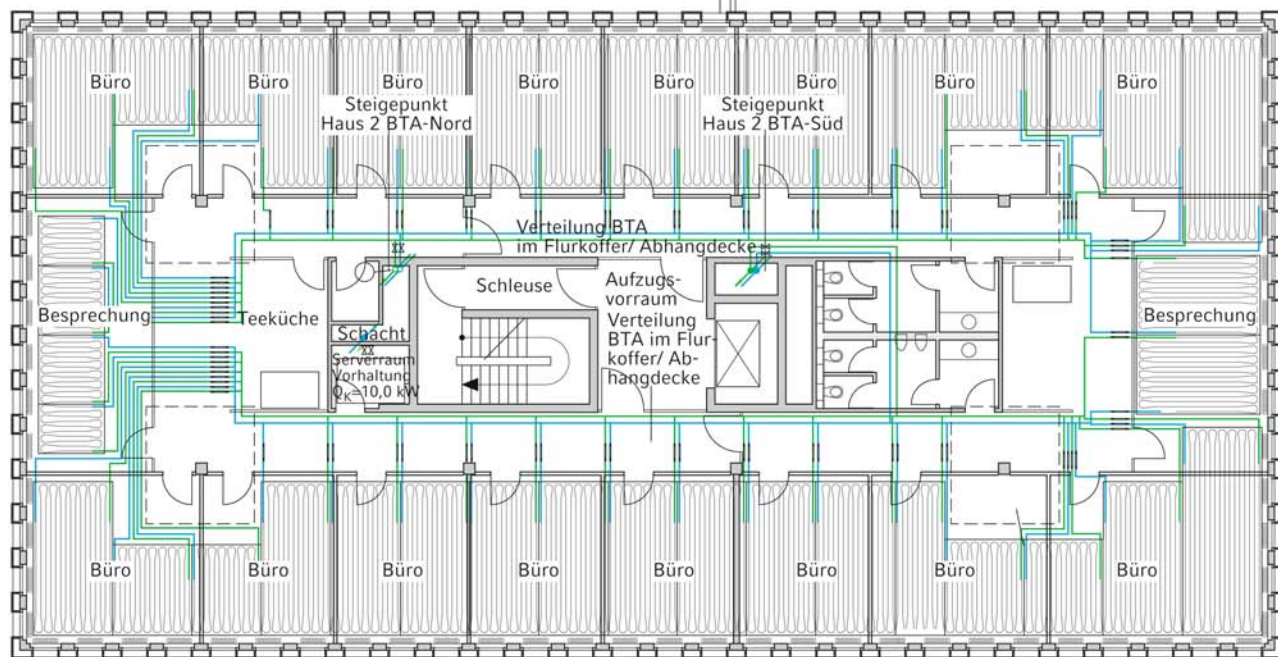 Büro
Büro
Büro
Büro
Büro
Büro
Büro
Büro
Steigepunkt
Haus 2 BTA-Nord
Steigepunkt
Haus 2 BTA-Süd
Verteilung BTA
im Flurkoffer/ Abhangdecke
Besprechung
Teeküche
Schacht
Serverraum
Vorhaltung
QK=10,0 kW
Schleuse
Aufzugs-
vorraum
Verteilung
BTA im Flur-
koffer/ Ab-
hangdecke
Besprechung
Büro
Büro
Büro
Büro
Büro
Büro
Büro
Büro